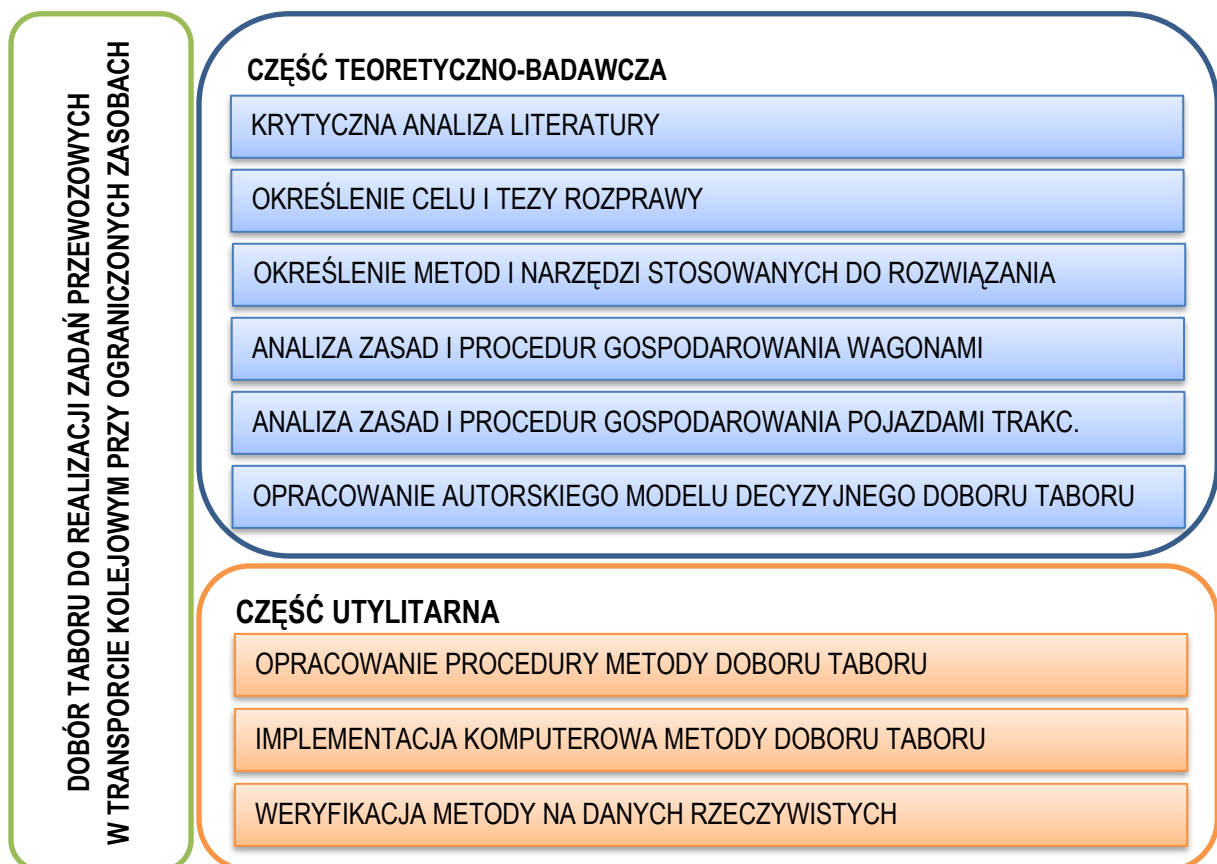 DOBÓR TABORU DO REALIZACJI ZADAŃ PRZEWOZOWYCH
W TRANSPORCIE KOLEJOWYM PRZY OGRANICZONYCH ZASOBACH
CZĘŚĆ TEORETYCZNO-BADAWCZA
KRYTYCZNA ANALIZA LITERATURY
OKREŚLENIE CELU I TEZY ROZPRAWY
OKREŚLENIE METOD I NARZĘDZI STOSOWANYCH DO ROZWIĄZANIA
ANALIZA ZASAD I PROCEDUR GOSPODAROWANIA WAGONAMI
ANALIZA ZASAD I PROCEDUR GOSPODAROWANIA POJAZDAMI TRAKC.
OPRACOWANIE AUTORSKIEGO MODELU DECYZYJNEGO DOBORU TABORU
CZĘŚĆ UTYLITARNA
OPRACOWANIE PROCEDURY METODY DOBORU TABORU
IMPLEMENTACJA KOMPUTEROWA METODY DOBORU TABORU
WERYFIKACJA METODY NA DANYCH RZECZYWISTYCH